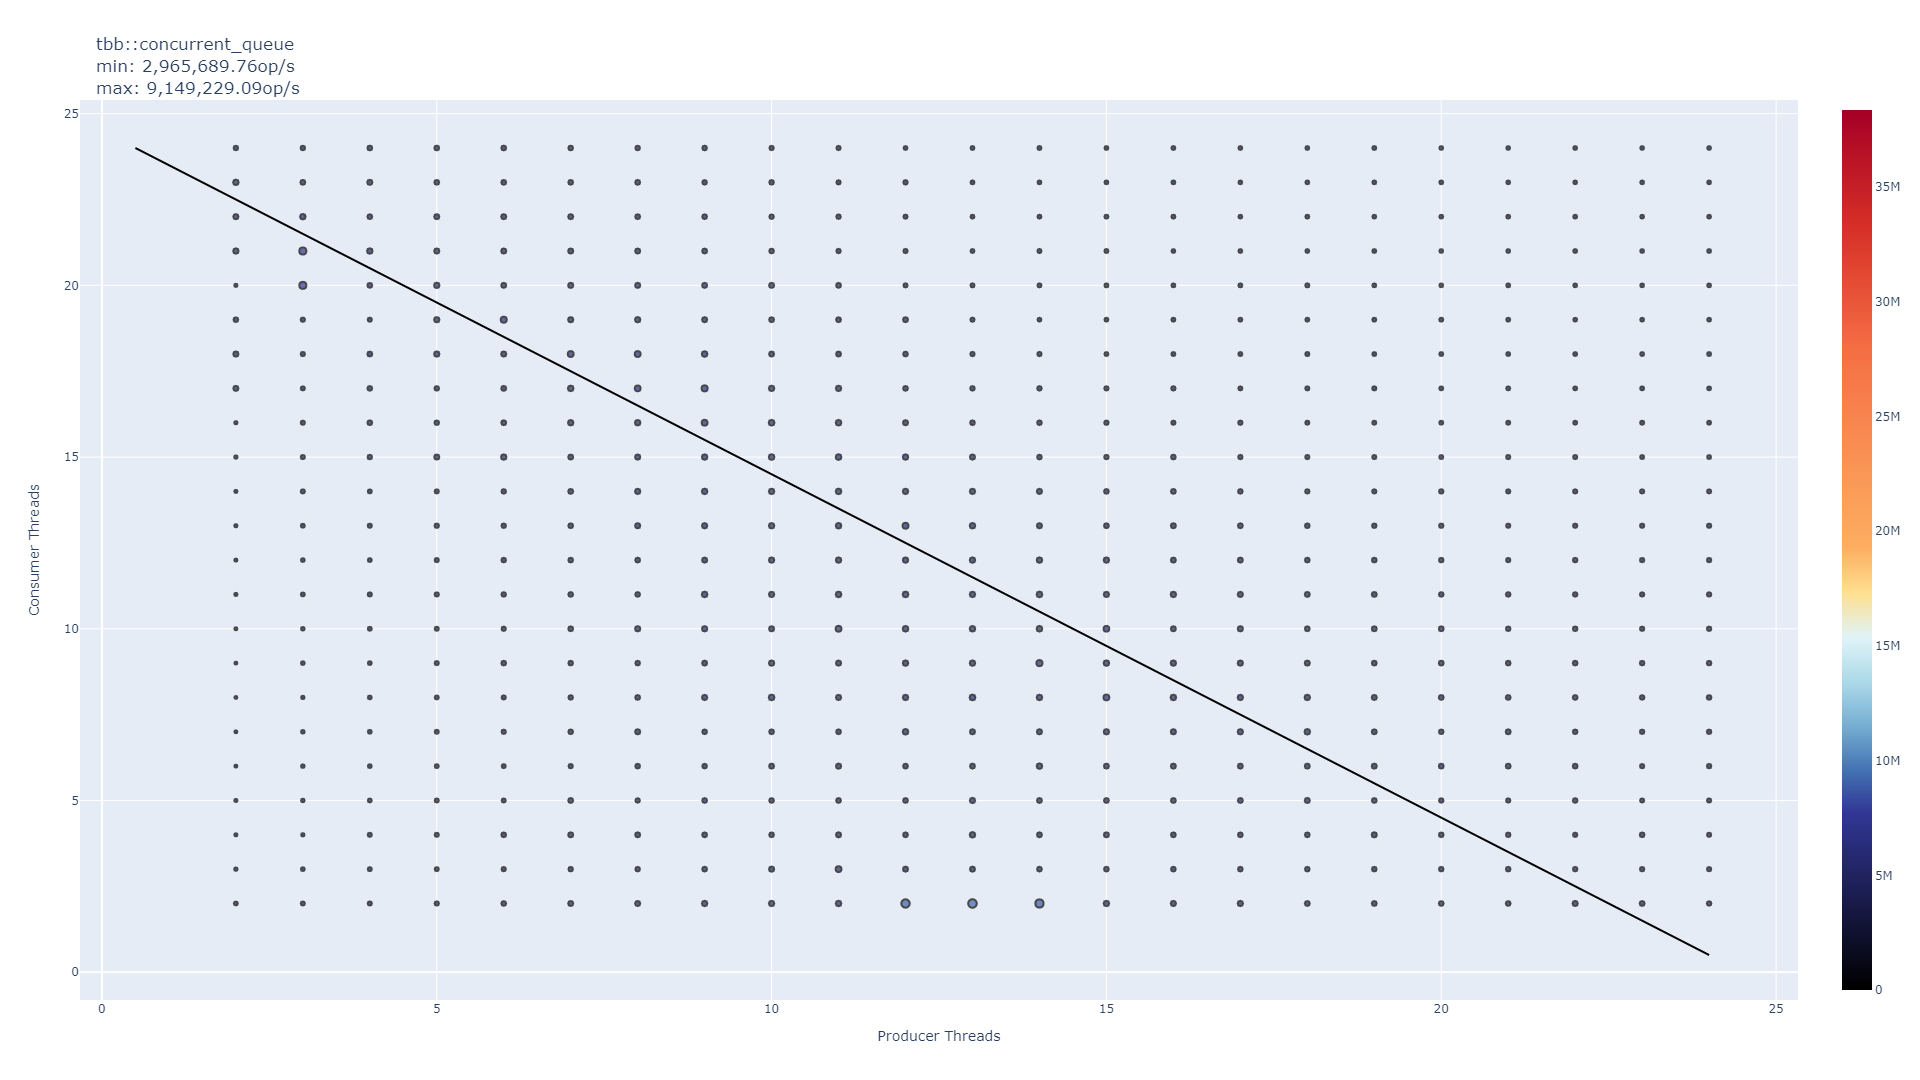 tbb::concurrent_queue
min: 2,965,689.76op/s
max: 9,149,229.09op/s
25
20
15
10
5
0
Consumer Threads
0
5
10
15
20
25
Producer Threads
35M
30M
25M
20M
15M
10M
5M
0